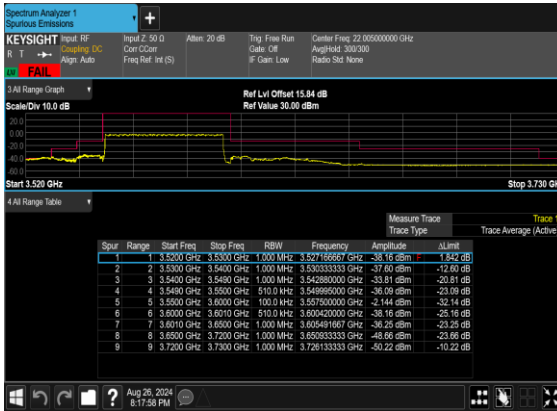 Spectrum Analyzer 1
Spurious Emissions
KEYSIGHT Input: RF Input Z: 50 Ω Atten: 20 dB Trig: Free Run Center Freq: 22.005000000 GHz
R T Coupling: DC Corr CCorr Gate: Off Avg|Hold: 300/300
Align: Auto Freq Ref: Int (S) IF Gain: Low Radio Std: None
LXI FAIL
3 All Range Graph
Ref Lvl Offset 15.84 dB
Scale/Div 10.0 dB Ref Value 30.00 dBm
20.0
0.00
-20.0
-40.0
-60.0
Start 3.520 GHz Stop 3.730 GH
4 All Range Table
Measure Trace Trace 1
Trace Type Trace Average (Active
Spur Range Start Freq Stop Freq RBW Frequency Amplitude ΔLimit
1 1 3.5200 GHz 3.5300 GHz 1.000 MHz 3.527166667 GHz -38.16 dBm F 1.842 dB
2 2 3.5300 GHz 3.5400 GHz 1.000 MHz 3.530333333 GHz -37.60 dBm -12.60 dB
3 3 3.5400 GHz 3.5490 GHz 1.000 MHz 3.542880000 GHz -33.81 dBm -20.81 dB
4 4 3.5490 GHz 3.5500 GHz 510.0 kHz 3.549995000 GHz -36.09 dBm -23.09 dB
5 5 3.5500 GHz 3.6000 GHz 100.0 kHz 3.557500000 GHz -2.144 dBm -32.14 dB
6 6 3.6000 GHz 3.6010 GHz 510.0 kHz 3.600420000 GHz -38.16 dBm -25.16 dB
7 7 3.6010 GHz 3.6500 GHz 1.000 MHz 3.605491667 GHz -36.25 dBm -23.25 dB
8 8 3.6500 GHz 3.7200 GHz 1.000 MHz 3.650933333 GHz -48.66 dBm -23.66 dB
9 9 3.7200 GHz 3.7300 GHz 1.000 MHz 3.726133333 GHz -50.22 dBm -10.22 dB
Aug 26, 2024
8:17:58 PM